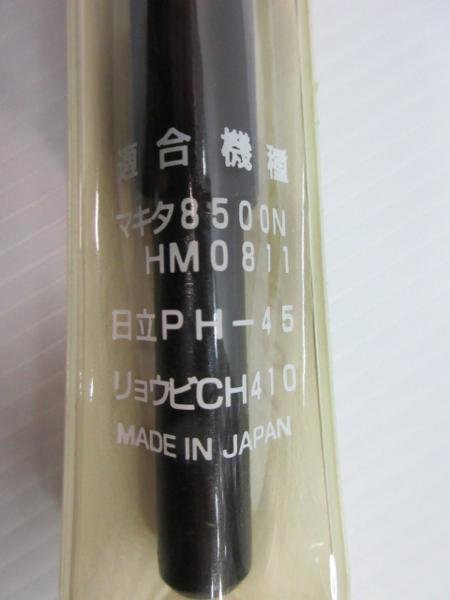 適合機種
マキタ8500N
HM0811
日立PH-45
リョウビCH410
MADE IN JAPAN